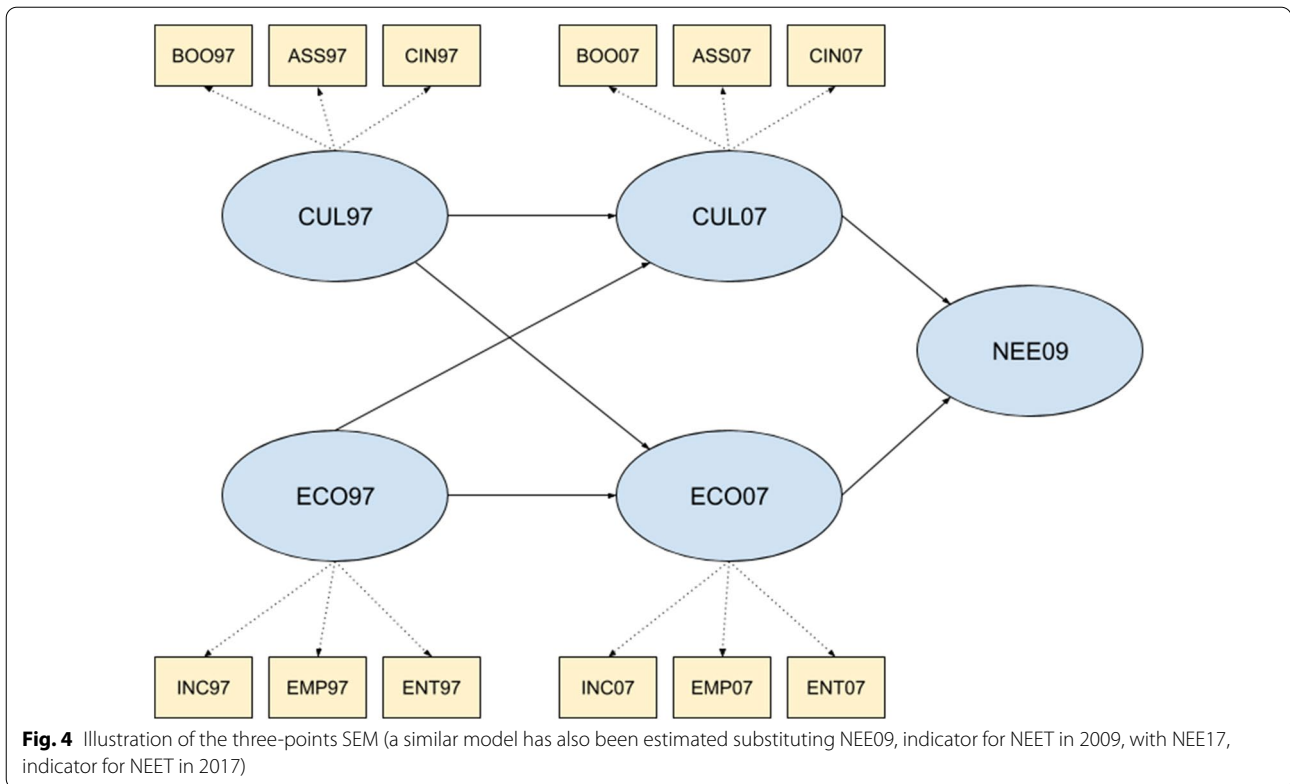 BOO97 ASS97 CIN97 BOO07 ASS07 CIN07
CUL97 CUL07
NEE09
ECO97 ECO07
INC97 EMP97 ENT97 INC07 EMP07 ENT07
Fig. 4 Illustration of the three-points SEM (a similar model has also been estimated substituting NEE09, indicator for NEET in 2009, with NEE17,
indicator for NEET in 2017)